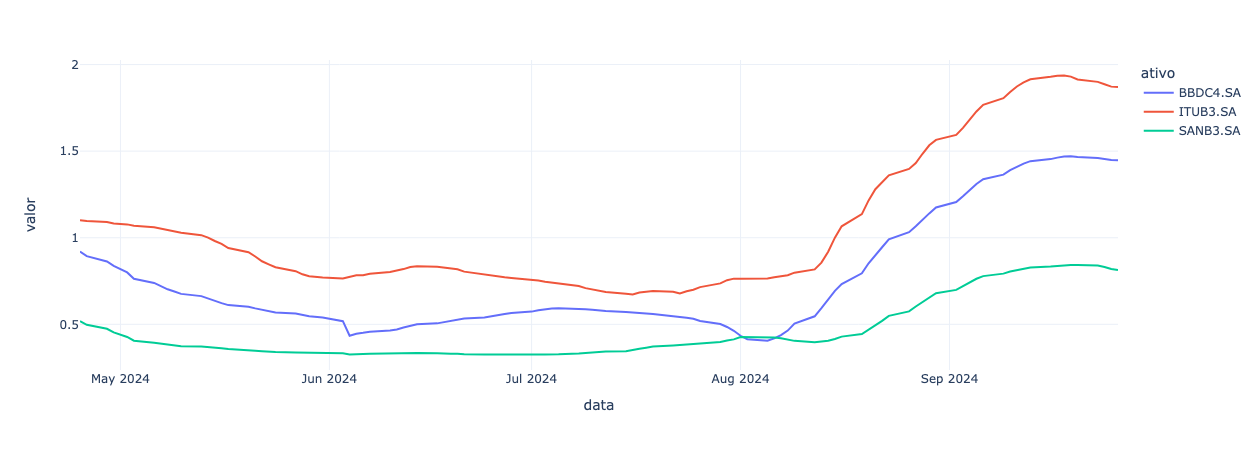 2
1.5
1
0.5
valor
May 2024
Jun 2024
Jul 2024
Aug 2024
Sep 2024
data
ativo
BBDC4.SA
ITUB3.SA
SANB3.SA